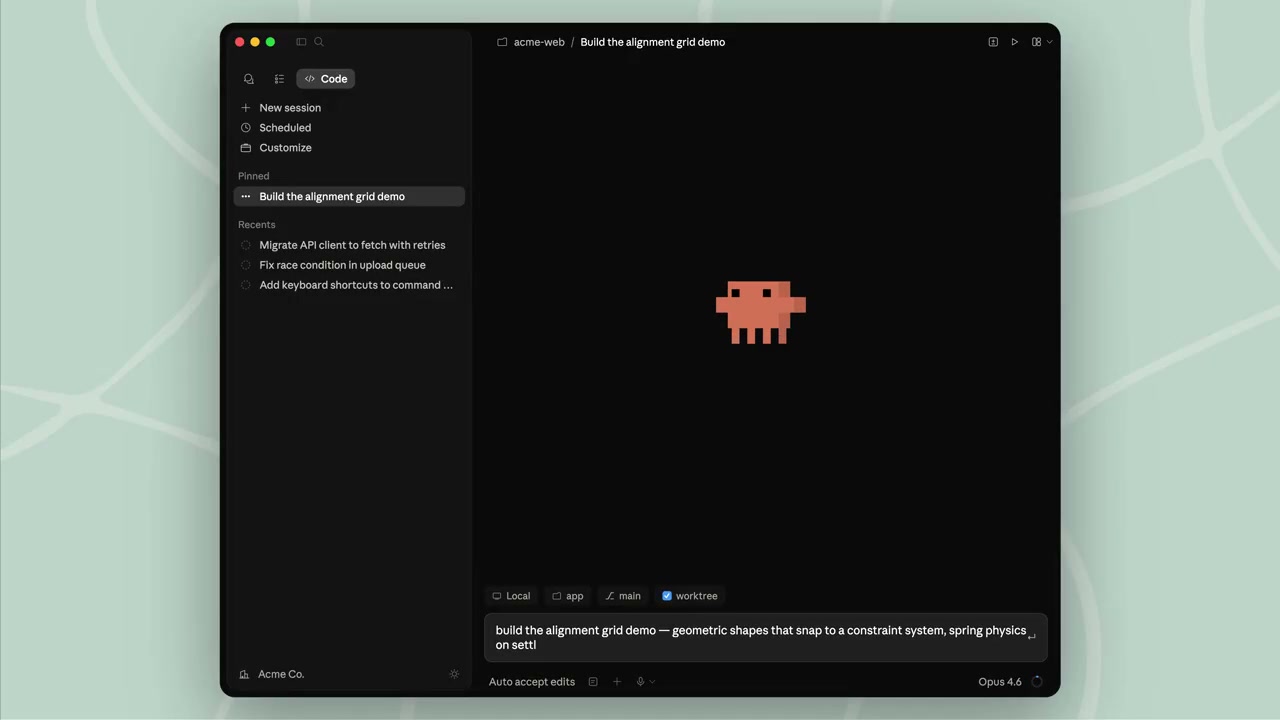 acme-web / Build the alignment grid demo
Code
New session
Scheduled
Customize
Pinned
Build the alignment grid demo
Recents
Migrate API client to fetch with retries
Fix race condition in upload queue
Add keyboard shortcuts to command ...
Local app main worktree
build the alignment grid demo — geometric shapes that snap to a constraint system, spring physics
on settl
Acme Co.
Auto accept edits
Opus 4.6